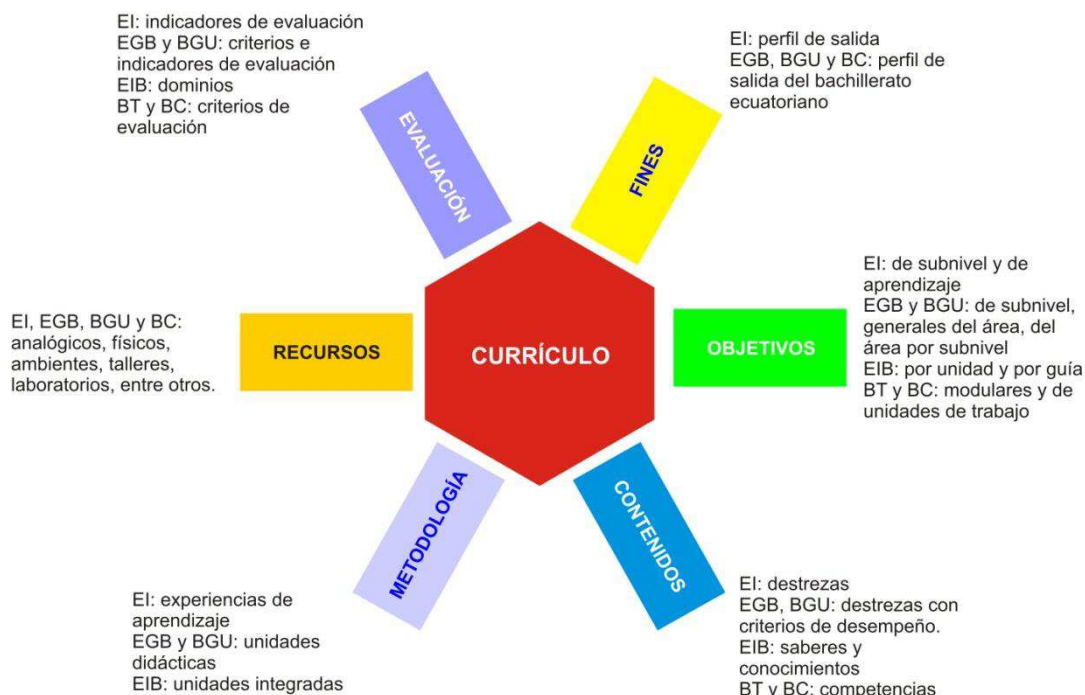 EI: indicadores de evaluación
EGB y BGU: criterios e
indicadores de evaluación
EIB: dominios
BT y BC: criterios de
evaluación
EVALUACIÓN
EI: perfil de salida
EGB, BGU y BC: perfil de
salida del bachillerato
ecuatoriano
FINES
EI, EGB, BGU y BC:
analógicos, físicos,
ambientes, talleres,
laboratorios, entre otros.
RECURSOS
CURRÍCULO
OBJETIVOS
EI: de subnivel y de
aprendizaje
EGB y BGU: de subnivel,
generales del área, del
área por subnivel
EIB: por unidad y por guía
BT y BC: modulares y de
unidades de trabajo
METODOLOGÍA
EI: experiencias de
aprendizaje
EGB y BGU: unidades
didácticas
EIB: unidades integradas
CONTENIDOS
EI: destrezas
EGB, BGU: destrezas con
criterios de desempeño.
EIB: saberes y
conocimientos
BT y BC: competencias